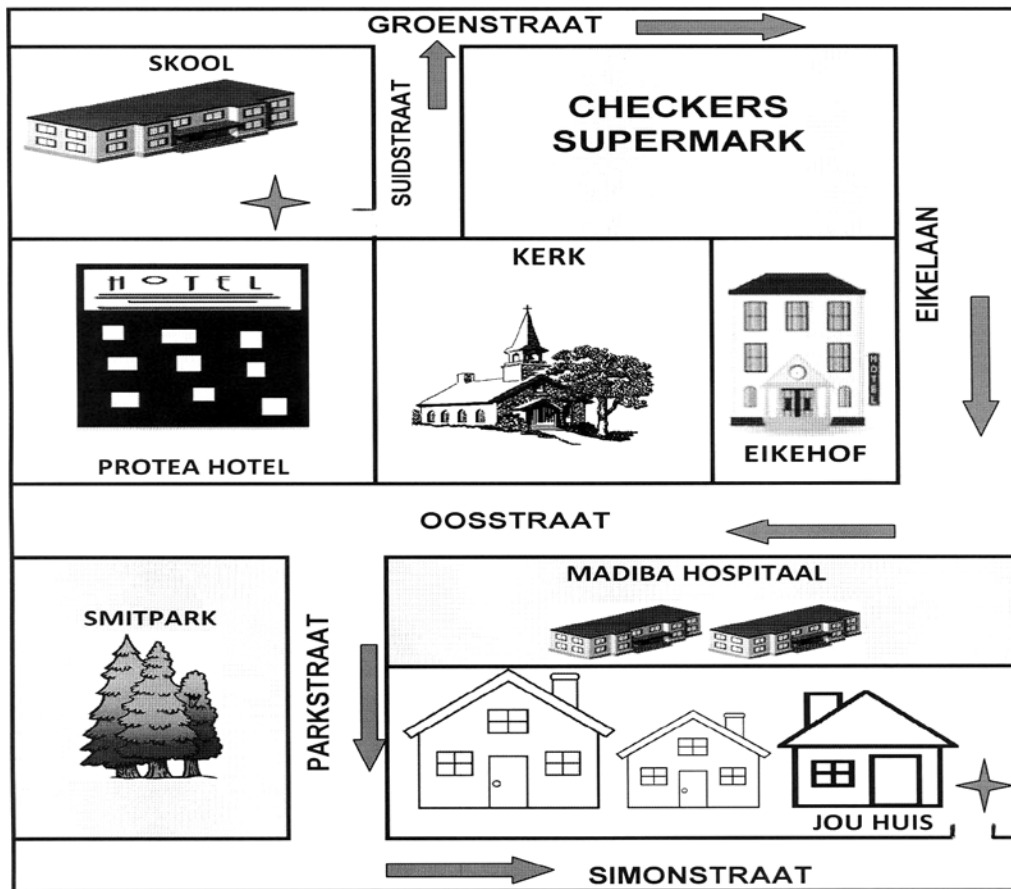 GROENSTRAAT
SKOOL
SUIDSTRAAT
CHECKERS
SUPERMARK
EIKELAAN
HOTEL
PROTEA HOTEL
KERK
HOTEL
EIKEHOF
OOSSTRAAT
SMITPARK
PARKSTRAAT
MADIBA HOSPITAAL
JOU HUIS
SIMONSTRAAT